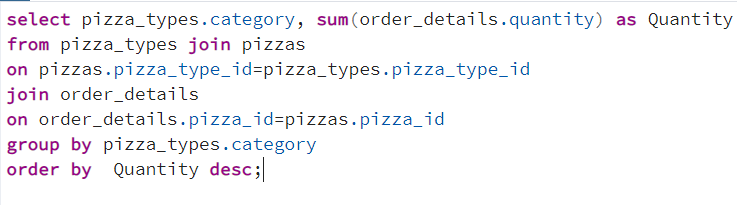 select pizza_types.category, sum(order_details.quantity) as Quantity
from pizza_types join pizzas
on pizzas.pizza_type_id=pizza_types.pizza_type_id
join order_details
on order_details.pizza_id=pizzas.pizza_id
group by pizza_types.category
order by  Quantity desc;